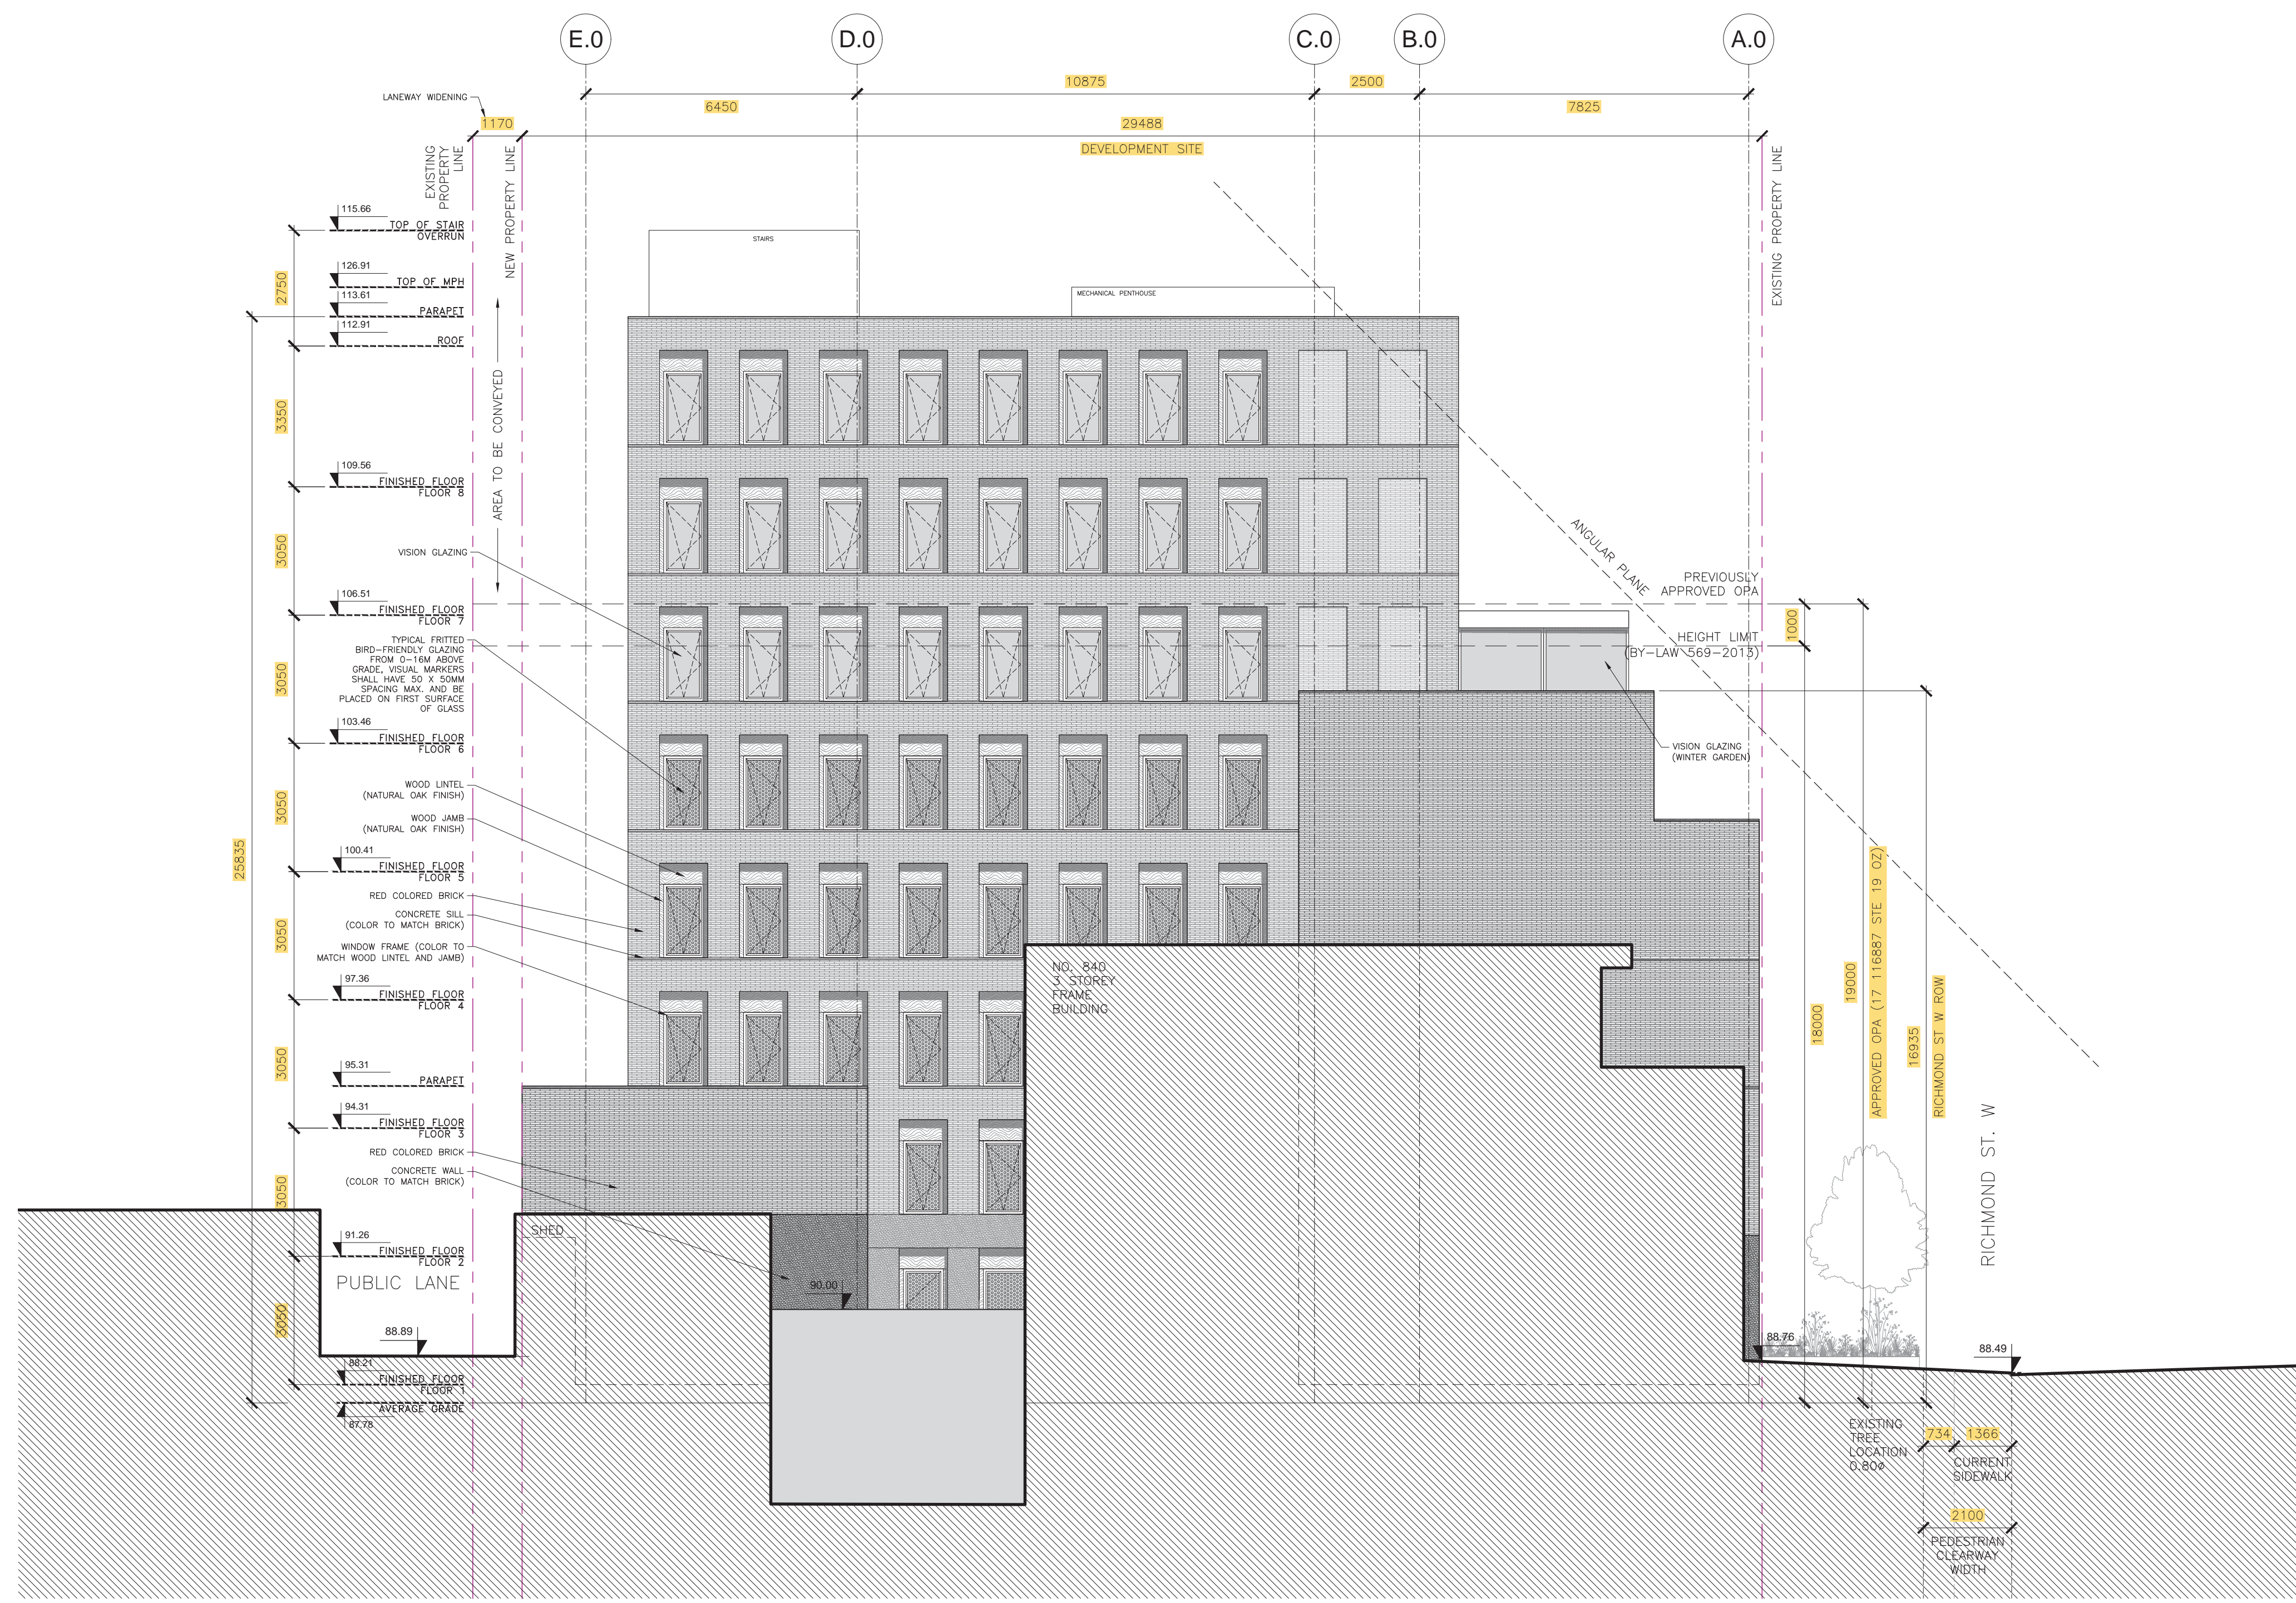 E.0
D.0
C.0
B.0
A.0
10875
2500
6450
7825
LANEWAY WIDENING
1170
29488
DEVELOPMENT SITE
EXISTING
PROPERTY
LINE
NEW PROPERTY LINE
EXISTING PROPERTY LINE
AREA TO BE CONVEYED
115.66
TOP OF STAIR
OVERRUN
126.91
TOP OF MPH
113.61
PARAPET
112.91
ROOF
109.56
FINISHED FLOOR
FLOOR 8
106.51
FINISHED FLOOR
FLOOR 7
103.46
FINISHED FLOOR
FLOOR 6
100.41
FINISHED FLOOR
FLOOR 5
97.36
FINISHED FLOOR
FLOOR 4
95.31
PARAPET
94.31
FINISHED FLOOR
FLOOR 3
91.26
FINISHED FLOOR
FLOOR 2
88.21
FINISHED FLOOR
FLOOR 1
AVERAGE GRADE
87.78
2750
3350
3050
3050
3050
3050
3050
3050
3050
25835
VISION GLAZING
TYPICAL FRITTED
BIRD-FRIENDLY GLAZING
FROM 0-16M ABOVE
GRADE, VISUAL MARKERS
SHALL HAVE 50 X 50MM
SPACING MAX. AND BE
PLACED ON FIRST SURFACE
OF GLASS
WOOD LINTEL
(NATURAL OAK FINISH)
WOOD JAMB
(NATURAL OAK FINISH)
RED COLORED BRICK
CONCRETE SILL
(COLOR TO MATCH BRICK)
WINDOW FRAME (COLOR TO
MATCH WOOD LINTEL AND JAMB)
RED COLORED BRICK
CONCRETE WALL
(COLOR TO MATCH BRICK)
PUBLIC LANE
88.89
SHED
90.00
STAIRS
MECHANICAL PENTHOUSE
NO. 840
3 STOREY
FRAME
BUILDING
ANGULAR PLANE
PREVIOUSLY
APPROVED OPA
HEIGHT LIMIT
(BY-LAW 569-2013)
1000
VISION GLAZING
(WINTER GARDEN)
18000
19000
APPROVED OPA (17 116887 STE 19 OZ)
16935
RICHMOND ST W ROW
RICHMOND ST. W
88.76
88.49
EXISTING
TREE
LOCATION
0.80ø
734
1366
CURRENT
SIDEWALK
2100
PEDESTRIAN
CLEARWAY
WIDTH